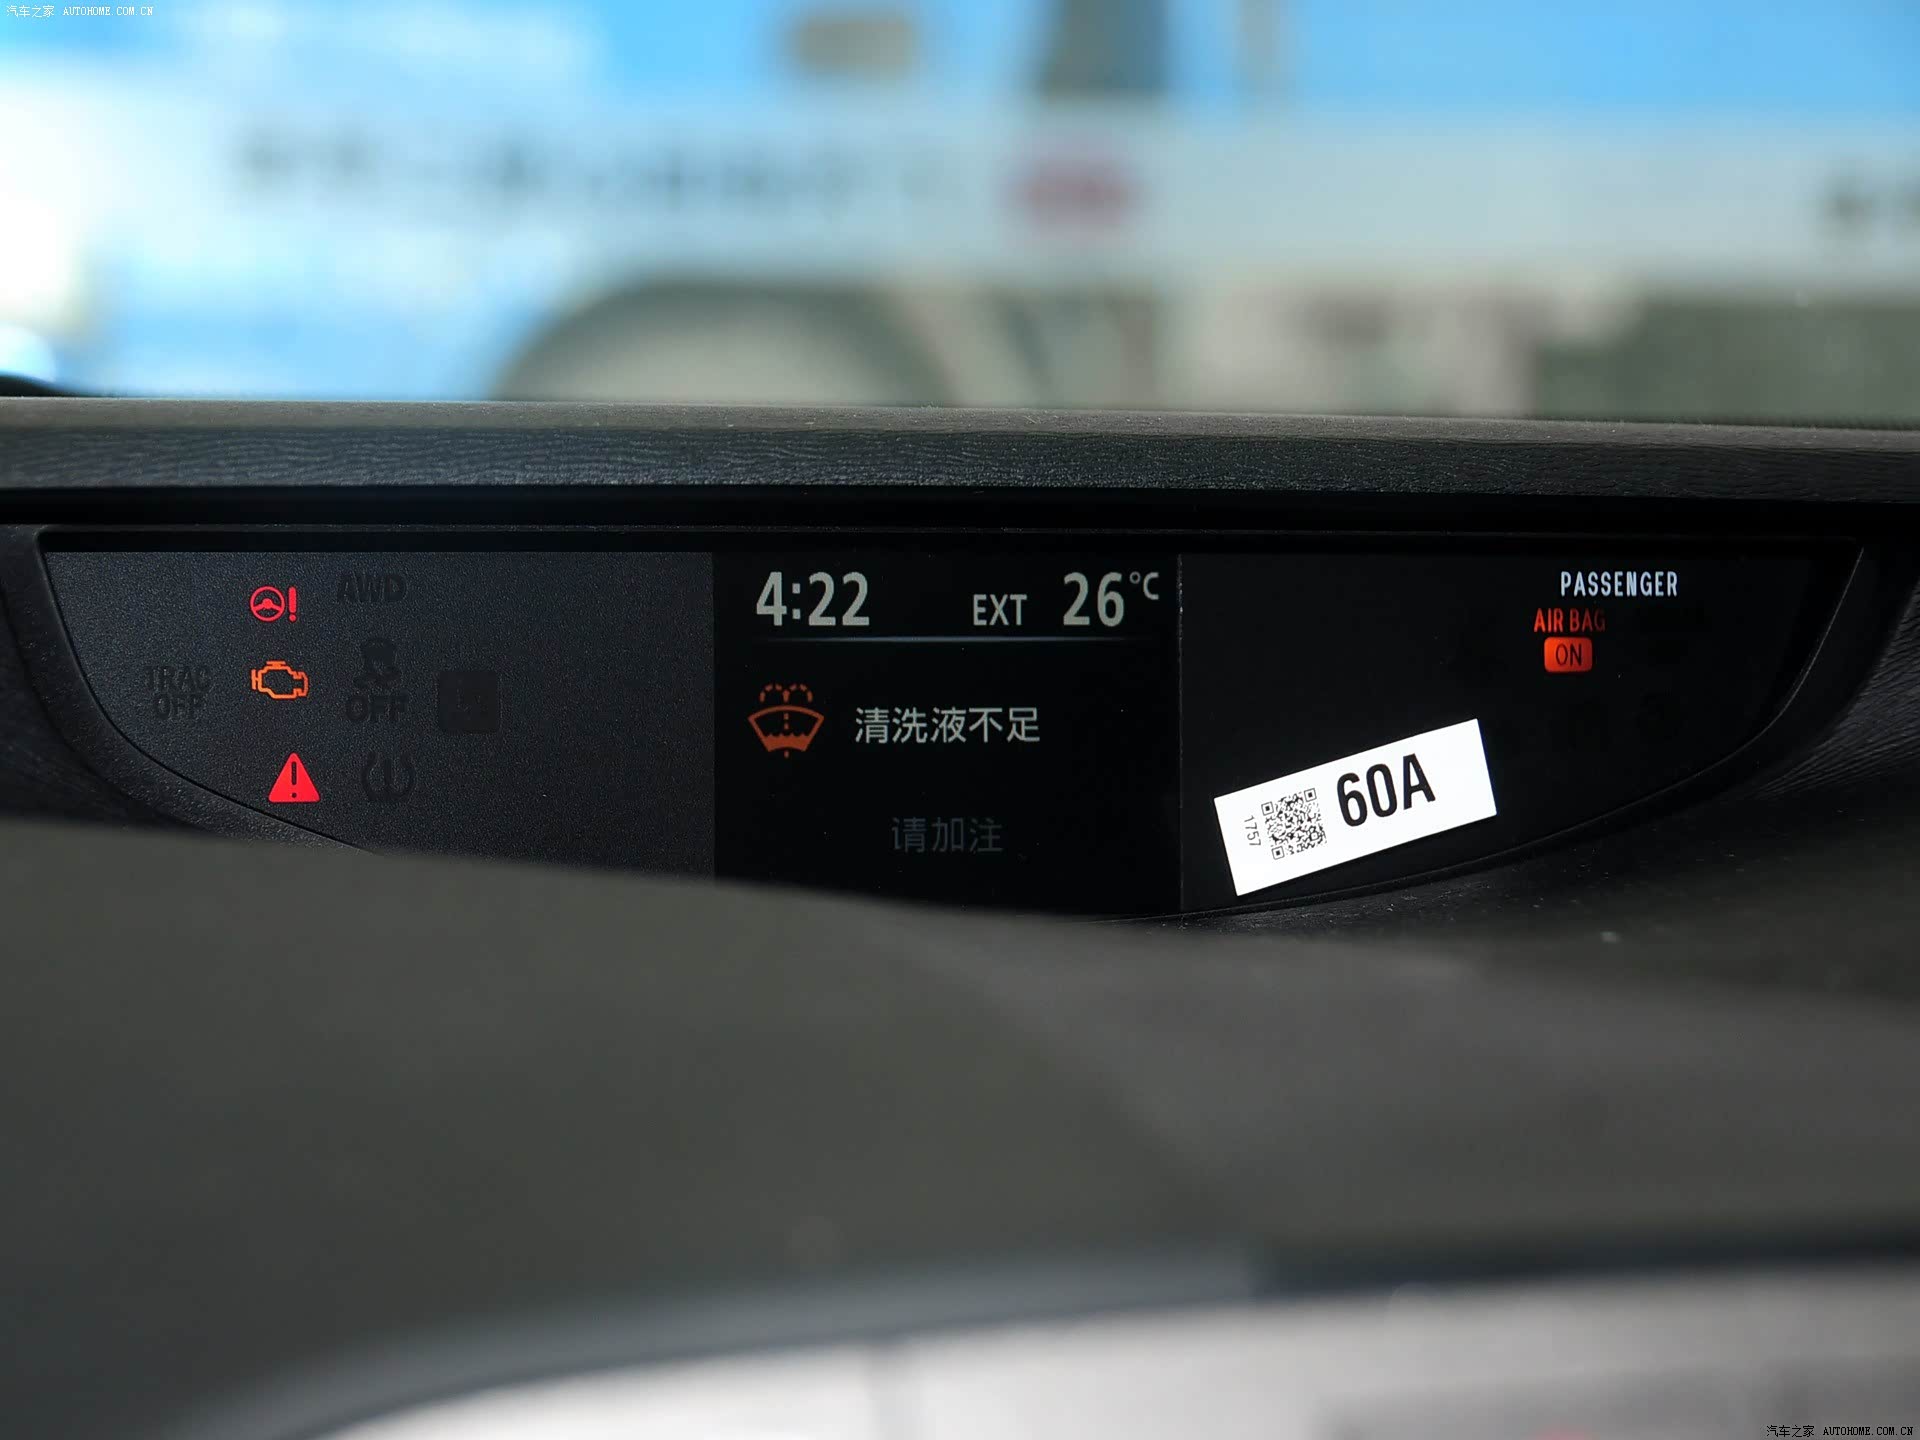 汽车之家 AUTOHOME.COM.CN
AWD
TRAC
OFF
OFF
4:22 EXT 26°C
清洗液不足
请加注
PASSENGER
AIR BAG
ON
1757
60A
汽车之家 AUTOHOME.COM.CN